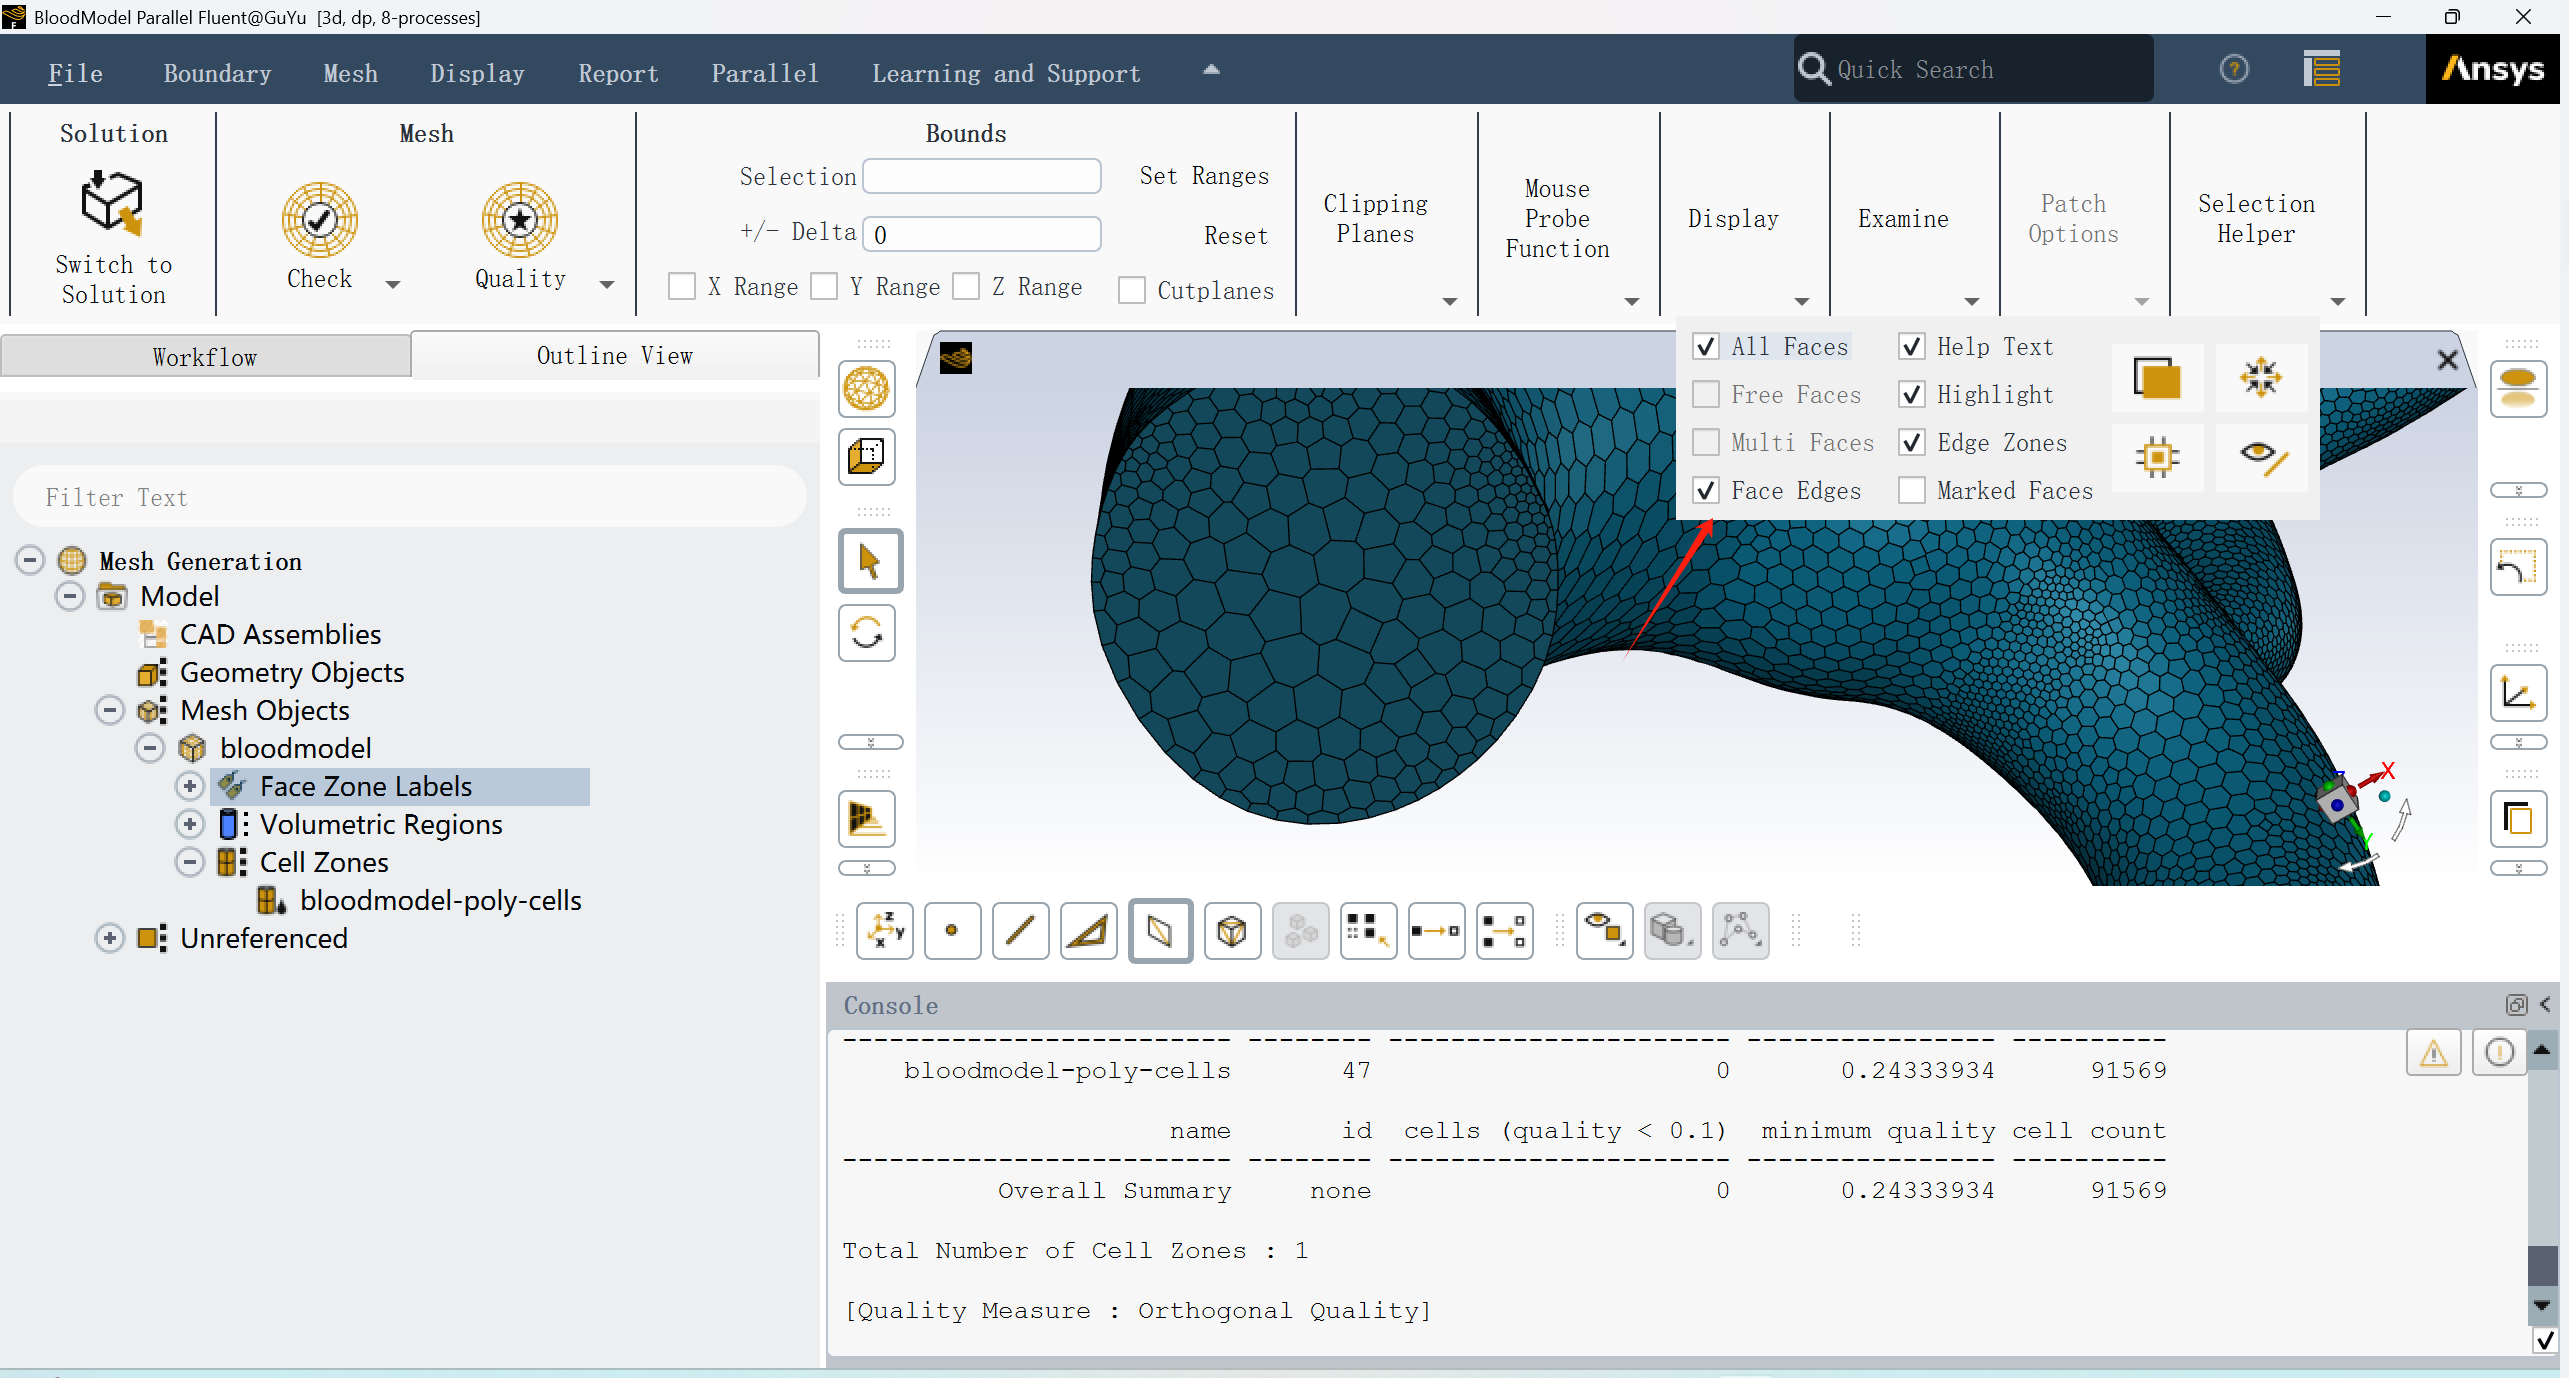 BloodModel Parallel Fluent@GuYu [3d, dp, 8-processes]
File Boundary Mesh Display Report Parallel Learning and Support
Quick Search
Ansys
Solution
Switch to
Solution
Mesh
Check
Quality
Bounds
Selection
Set Ranges
+/- Delta 0
Reset
X Range Y Range Z Range Cutplanes
Clipping
Planes
Mouse
Probe
Function
Display
Examine
Patch
Options
Selection
Helper
Workflow
Outline View
All Faces Help Text
Free Faces Highlight
Multi Faces Edge Zones
Face Edges Marked Faces
Filter Text
Mesh Generation
Model
CAD Assemblies
Geometry Objects
Mesh Objects
bloodmodel
Face Zone Labels
Volumetric Regions
Cell Zones
bloodmodel-poly-cells
Unreferenced
X
Y
Z
Z
Y
X
Console
------------------------- -------- ---------------------- ---------------- ----------
bloodmodel-poly-cells 47 0 0.24333934 91569
name id cells (quality < 0.1) minimum quality cell count
------------------------- -------- ---------------------- ---------------- ----------
Overall Summary none 0 0.24333934 91569
Total Number of Cell Zones : 1
[Quality Measure : Orthogonal Quality]